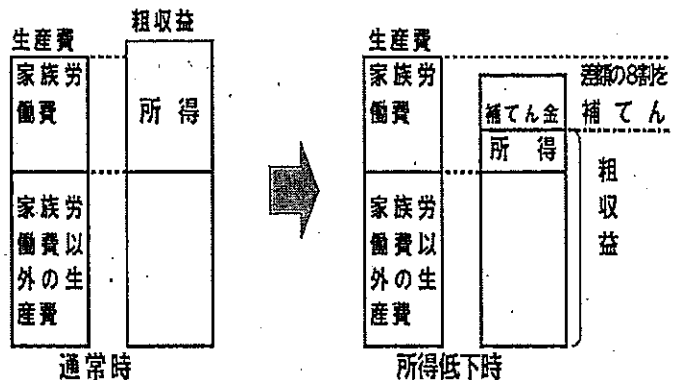 粗収益
生産費
家族労
働費
所得
家族労
働費以
外の生
産費
通常時
生産費
家族労
働費
家族労
働費以
外の生
産費
補てん金
所得
差額の8割を
補てん
粗
収
益
所得低下時